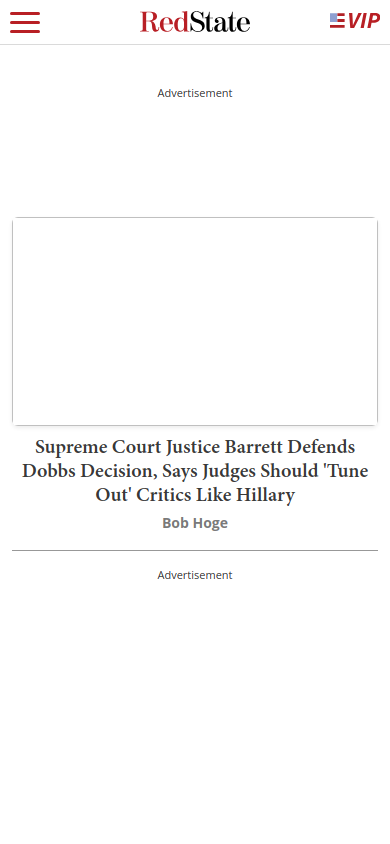 RedState
VIP
Advertisement
Supreme Court Justice Barrett Defends
Dobbs Decision, Says Judges Should 'Tune
Out' Critics Like Hillary
Bob Hoge
Advertisement